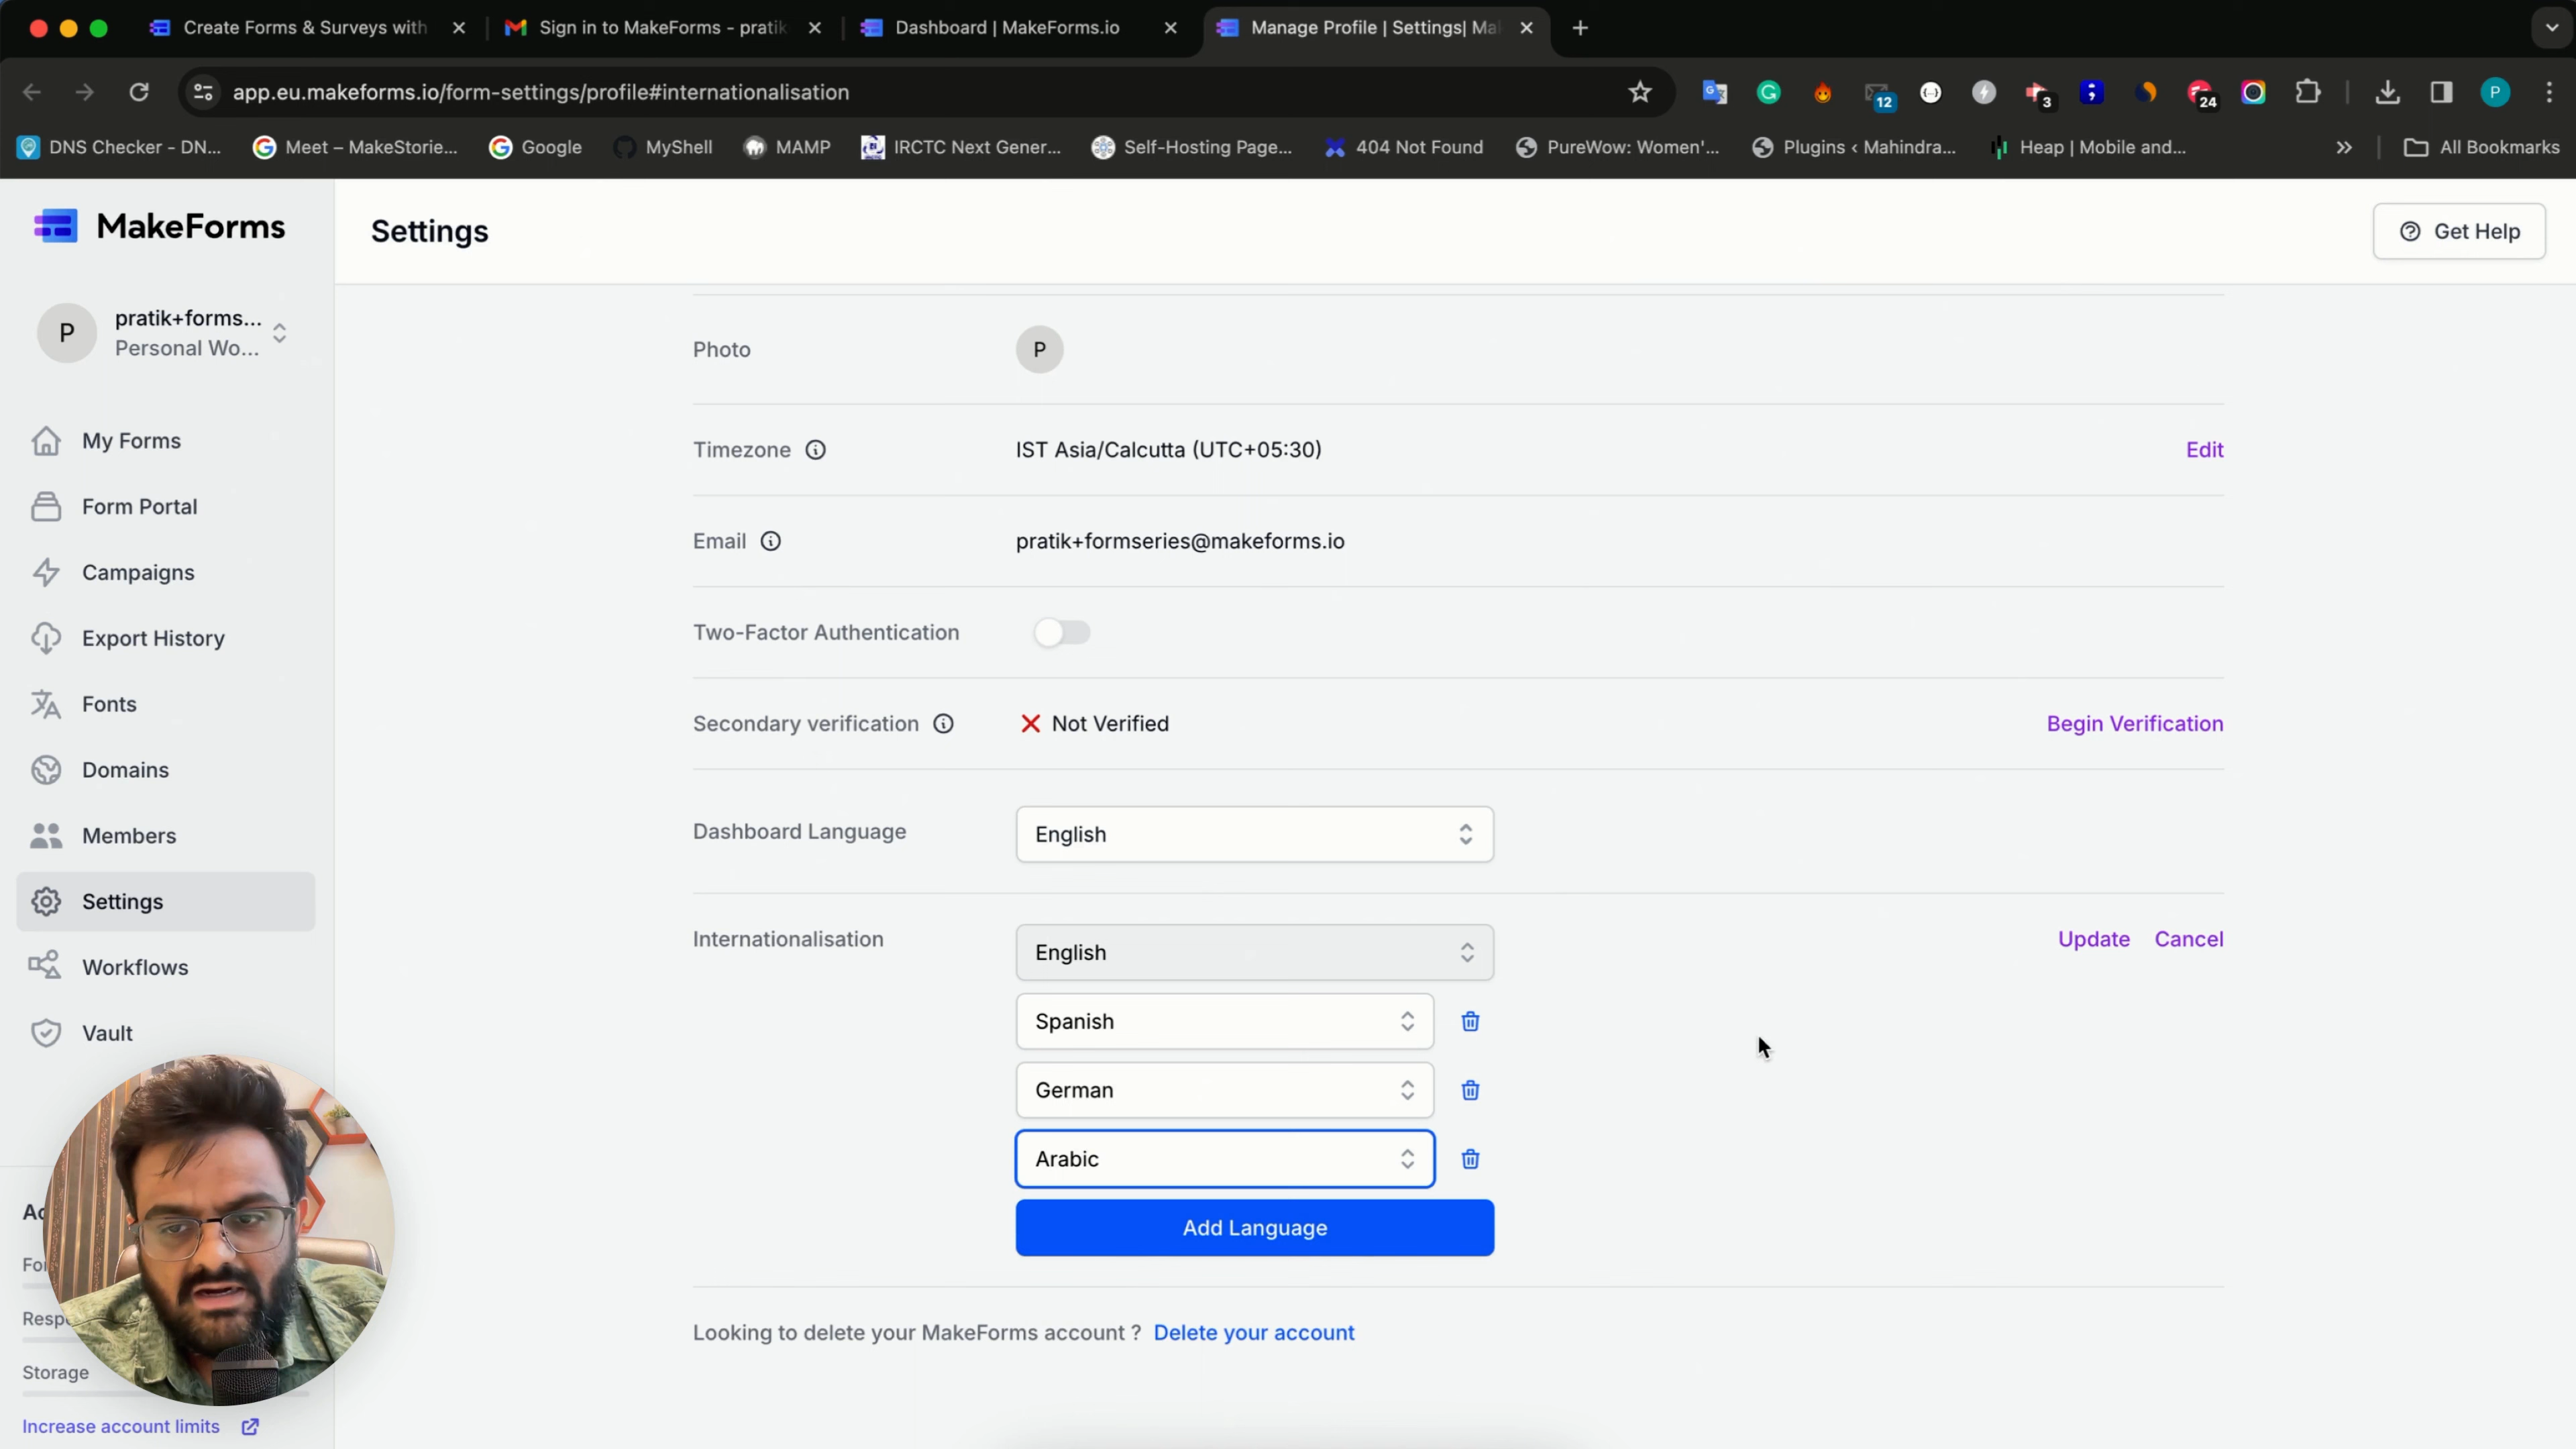 Create Forms & Surveys with
Sign in to MakeForms - pratik
Dashboard | MakeForms.io
Manage Profile | Settings| Ma
app.eu.makeforms.io/form-settings/profile#internationalisation
12
3
24
P
DNS Checker - DN...
Meet – MakeStorie...
Google
MyShell
MAMP
IRCTC Next Gener...
Self-Hosting Page...
404 Not Found
PureWow: Women'...
Plugins ‹ Mahindra...
Heap | Mobile and...
All Bookmarks
MakeForms
Settings
Get Help
P
pratik+forms...
Personal Wo...
My Forms
Form Portal
Campaigns
Export History
Fonts
Domains
Members
Settings
Workflows
Vault
Storage
Increase account limits
Photo
P
Timezone
IST Asia/Calcutta (UTC+05:30)
Edit
Email
pratik+formseries@makeforms.io
Two-Factor Authentication
Secondary verification
Not Verified
Begin Verification
Dashboard Language
English
Internationalisation
English
Update
Cancel
Spanish
German
Arabic
Add Language
Looking to delete your MakeForms account ? Delete your account